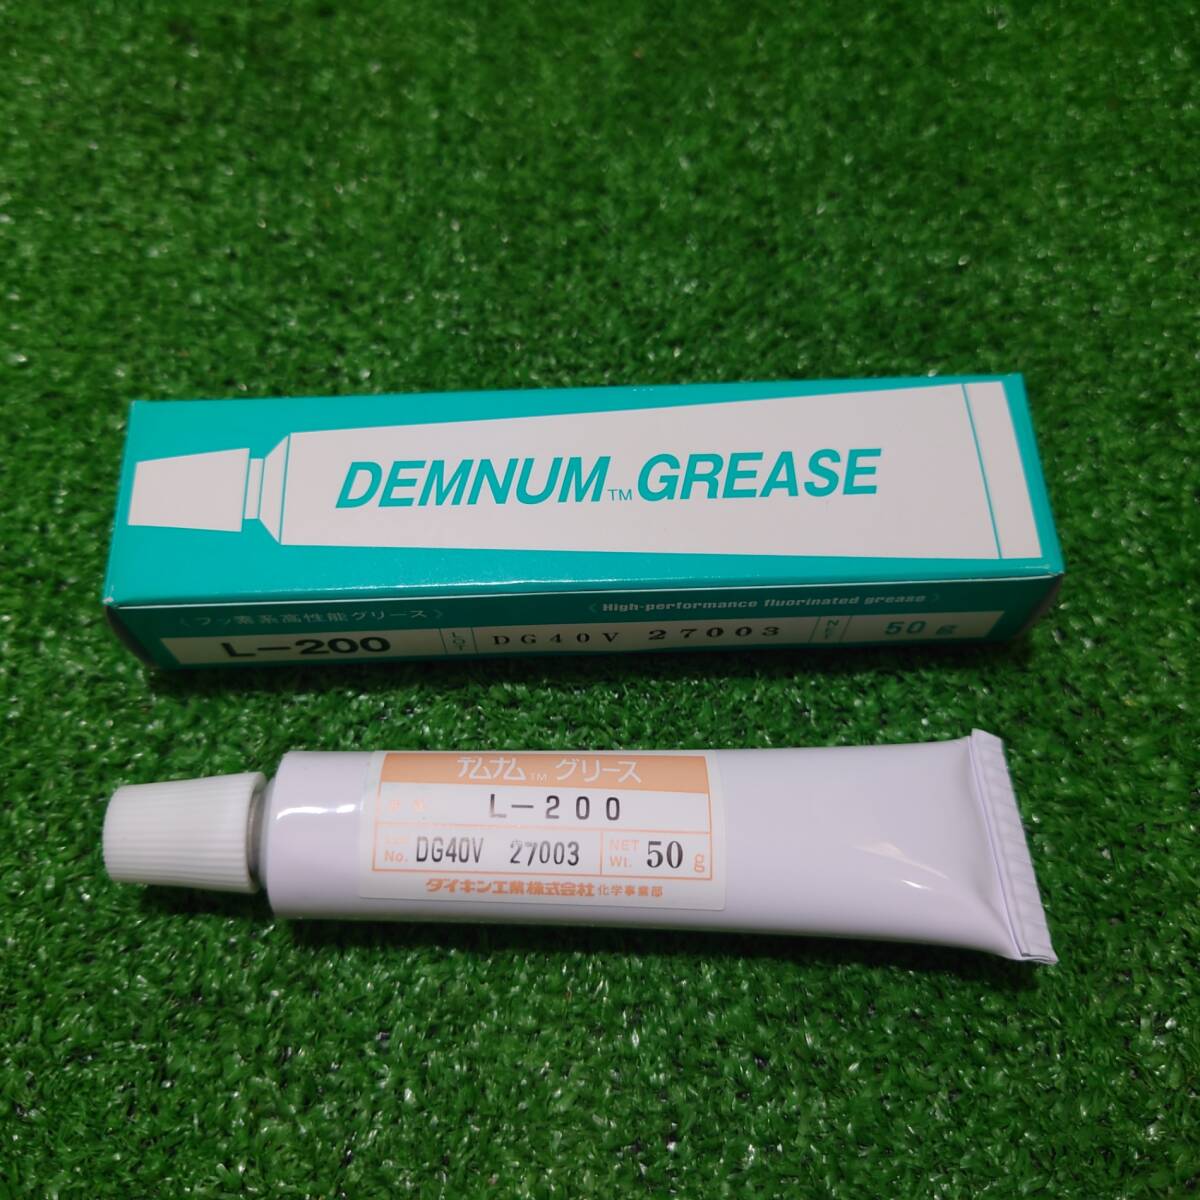 DEMNUM™ GREASE
〈フッ素系高性能グリース〉
〈High-performance fluorinated grease〉
L-200 LOT DG40V 27003 NET 50g
デムナム™ グリース
L-200
No. DG40V 27003 NET Wt. 50g
ダイキン工業株式会社 化学事業部